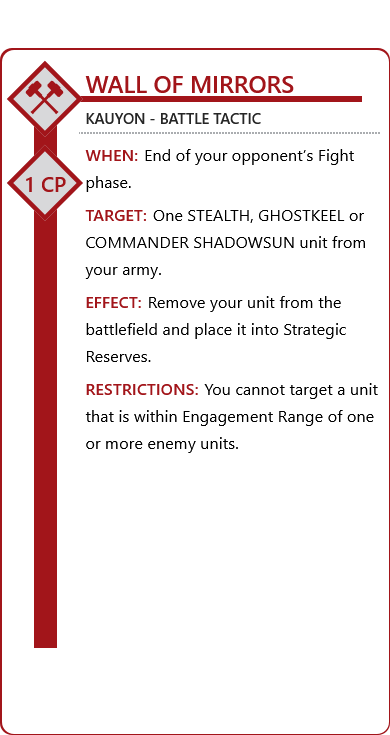 WALL OF MIRRORS
KAUYON - BATTLE TACTIC
1 CP
WHEN: End of your opponent’s Fight
phase.
TARGET: One STEALTH, GHOSTKEEL or
COMMANDER SHADOWSUN unit from
your army.
EFFECT: Remove your unit from the
battlefield and place it into Strategic
Reserves.
RESTRICTIONS: You cannot target a unit
that is within Engagement Range of one
or more enemy units.